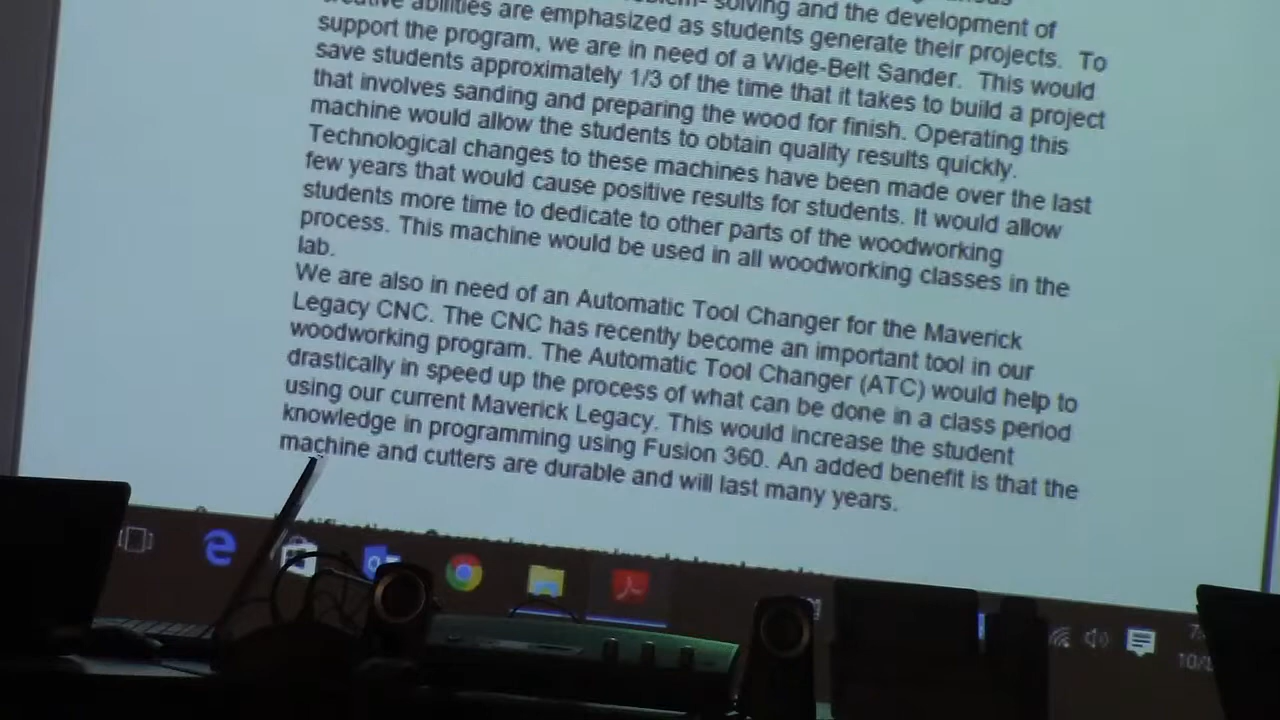 solving and the development of
abilities are emphasized as students generate their projects. To
support the program, we are in need of a Wide-Belt Sander. This would
save students approximately 1/3 of the time that it takes to build a project
that involves sanding and preparing the wood for finish. Operating this
machine would allow the students to obtain quality results quickly.
Technological changes to these machines have been made over the last
few years that would cause positive results for students. It would allow
students more time to dedicate to other parts of the woodworking
process. This machine would be used in all woodworking classes in the
lab.
We are also in need of an Automatic Tool Changer for the Maverick
Legacy CNC. The CNC has recently become an important tool in our
woodworking program. The Automatic Tool Changer (ATC) would help to
drastically in speed up the process of what can be done in a class period
using our current Maverick Legacy. This would increase the student
knowledge in programming using Fusion 360. An added benefit is that the
machine and cutters are durable and will last many years.